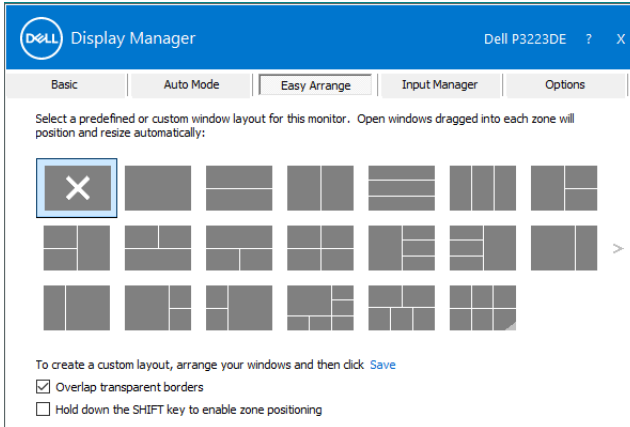 DELL Display Manager Dell P3223DE ? X
Basic Auto Mode Easy Arrange Input Manager Options
Select a predefined or custom window layout for this monitor. Open windows dragged into each zone will
position and resize automatically:
>
To create a custom layout, arrange your windows and then click Save
Overlap transparent borders
Hold down the SHIFT key to enable zone positioning